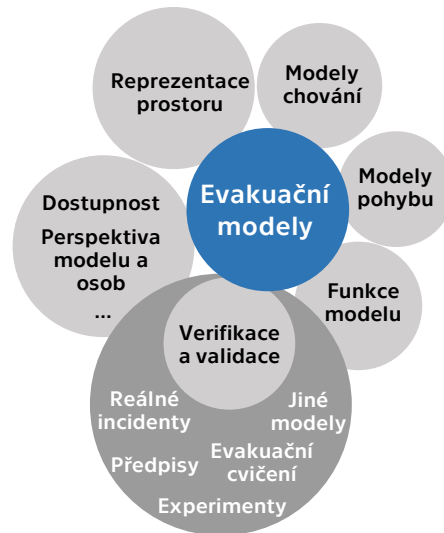 Reprezentace
prostoru
Modely
chování
Evakuační
modely
Modely
pohybu
Dostupnost
Perspektiva
modelu a
osob
...
Funkce
modelu
Verifikace
a validace
Reálné
incidenty
Jiné
modely
Předpisy
Evakuační
cvičení
Experimenty